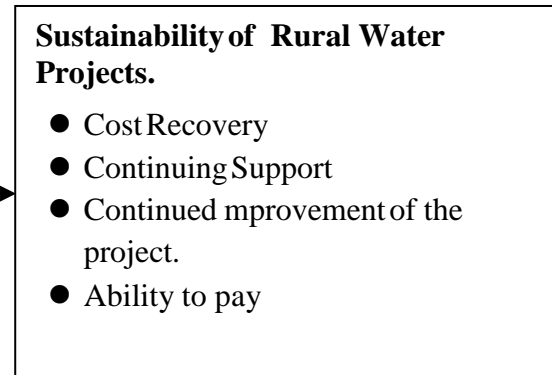 Sustainability of Rural Water
Projects.
● Cost Recovery
● Continuing Support
● Continued mprovement of the
project.
● Ability to pay